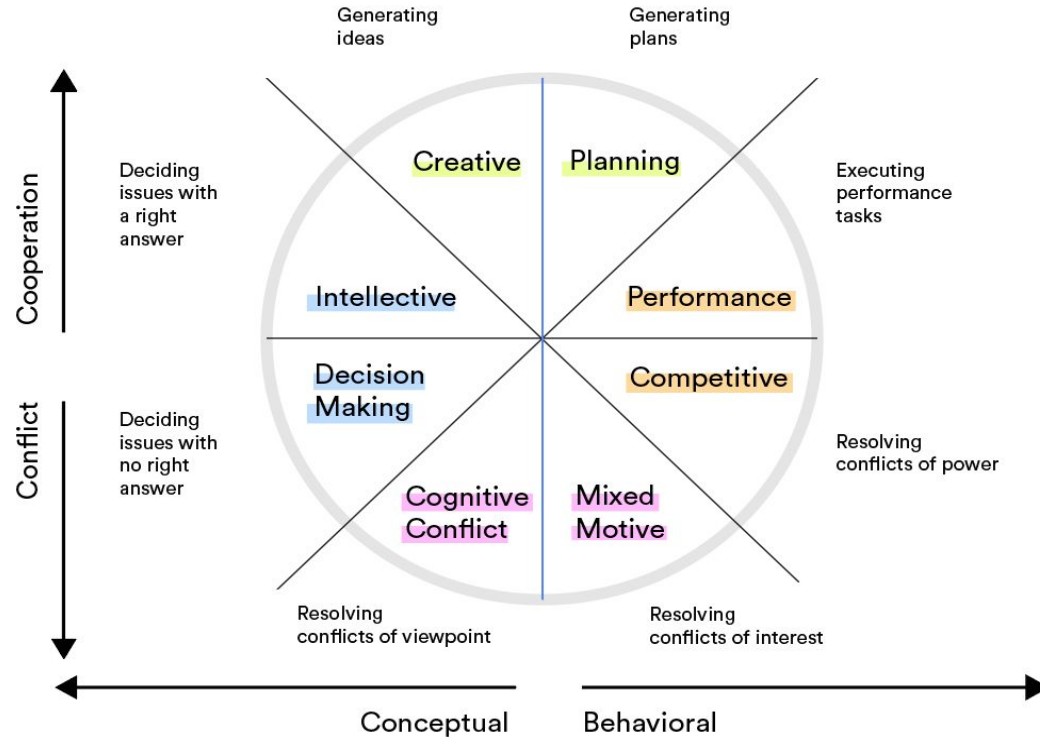 Generating
ideas
Generating
plans
Creative
Planning
Deciding
issues with
a right
answer
Executing
performance
tasks
Cooperation
Intellective
Performance
Decision
Making
Competitive
Conflict
Deciding
issues with
no right
answer
Resolving
conflicts of power
Cognitive
Conflict
Mixed
Motive
Resolving
conflicts of viewpoint
Resolving
conflicts of interest
Conceptual
Behavioral